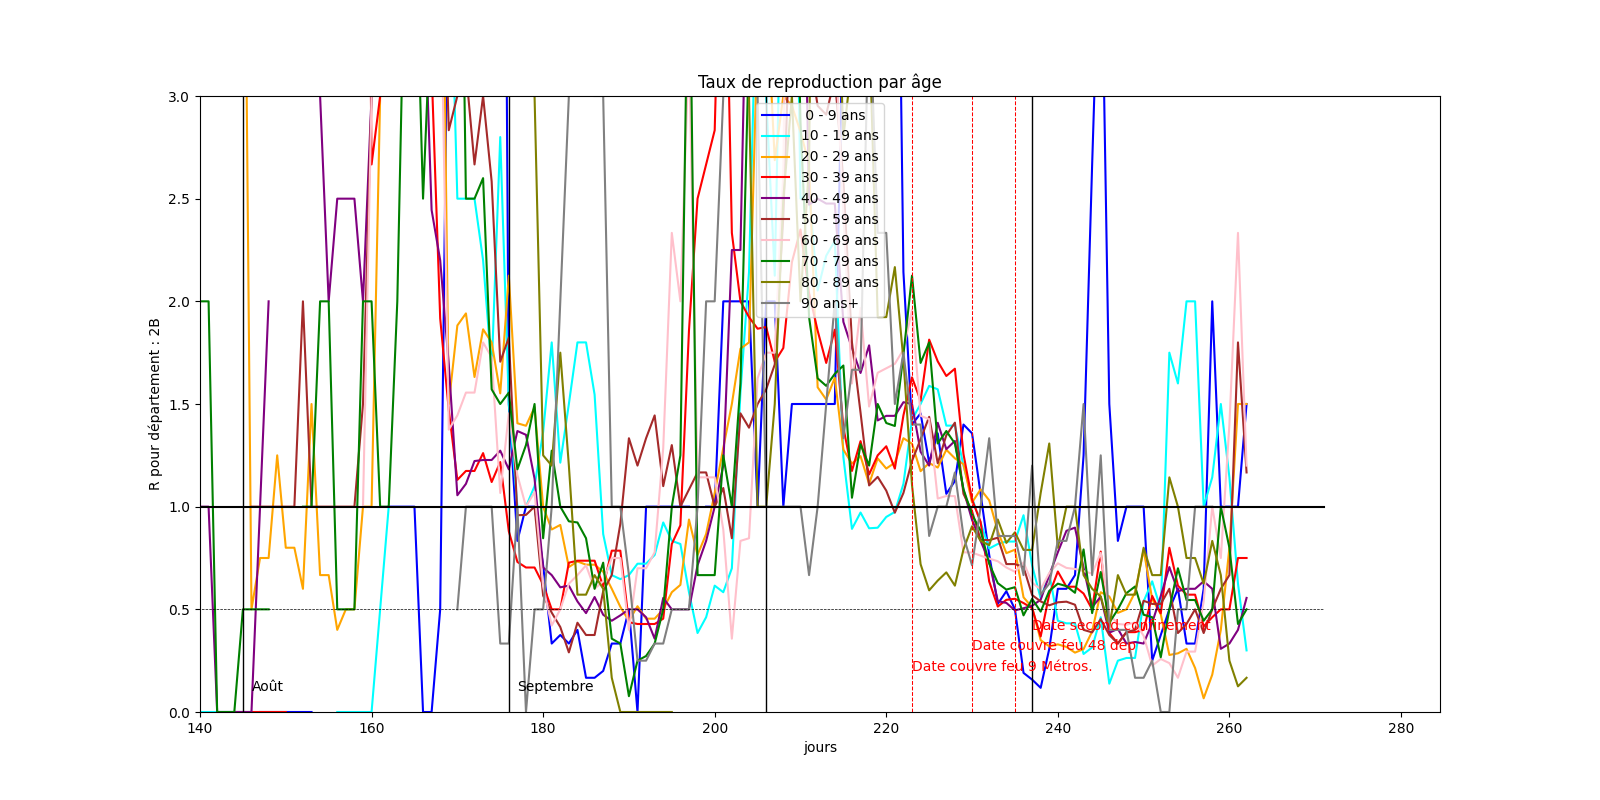 Taux de reproduction par âge
R pour département : 2B
3.0
2.5
2.0
1.5
1.0
0.5
0.0
0 - 9 ans
10 - 19 ans
20 - 29 ans
30 - 39 ans
40 - 49 ans
50 - 59 ans
60 - 69 ans
70 - 79 ans
80 - 89 ans
90 ans+
Date second confinement
Date couvre feu 48 dép
Date couvre feu 9 Métros.
Août
Septembre
140
160
180
200
220
240
260
280
jours